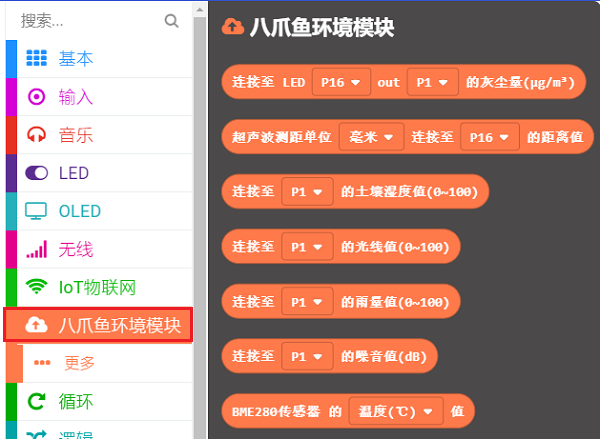 搜索...
基本
输入
音乐
LED
OLED
无线
IoT物联网
八爪鱼环境模块
更多
循环
逻辑
八爪鱼环境模块
连接至 LED P16 out P1 的灰尘量(μg/m³)
超声波测距单位 毫米 连接至 P16 的距离值
连接至 P1 的土壤湿度值(0~100)
连接至 P1 的光线值(0~100)
连接至 P1 的雨量值(0~100)
连接至 P1 的噪音值(dB)
BME280传感器 的 温度(℃) 值